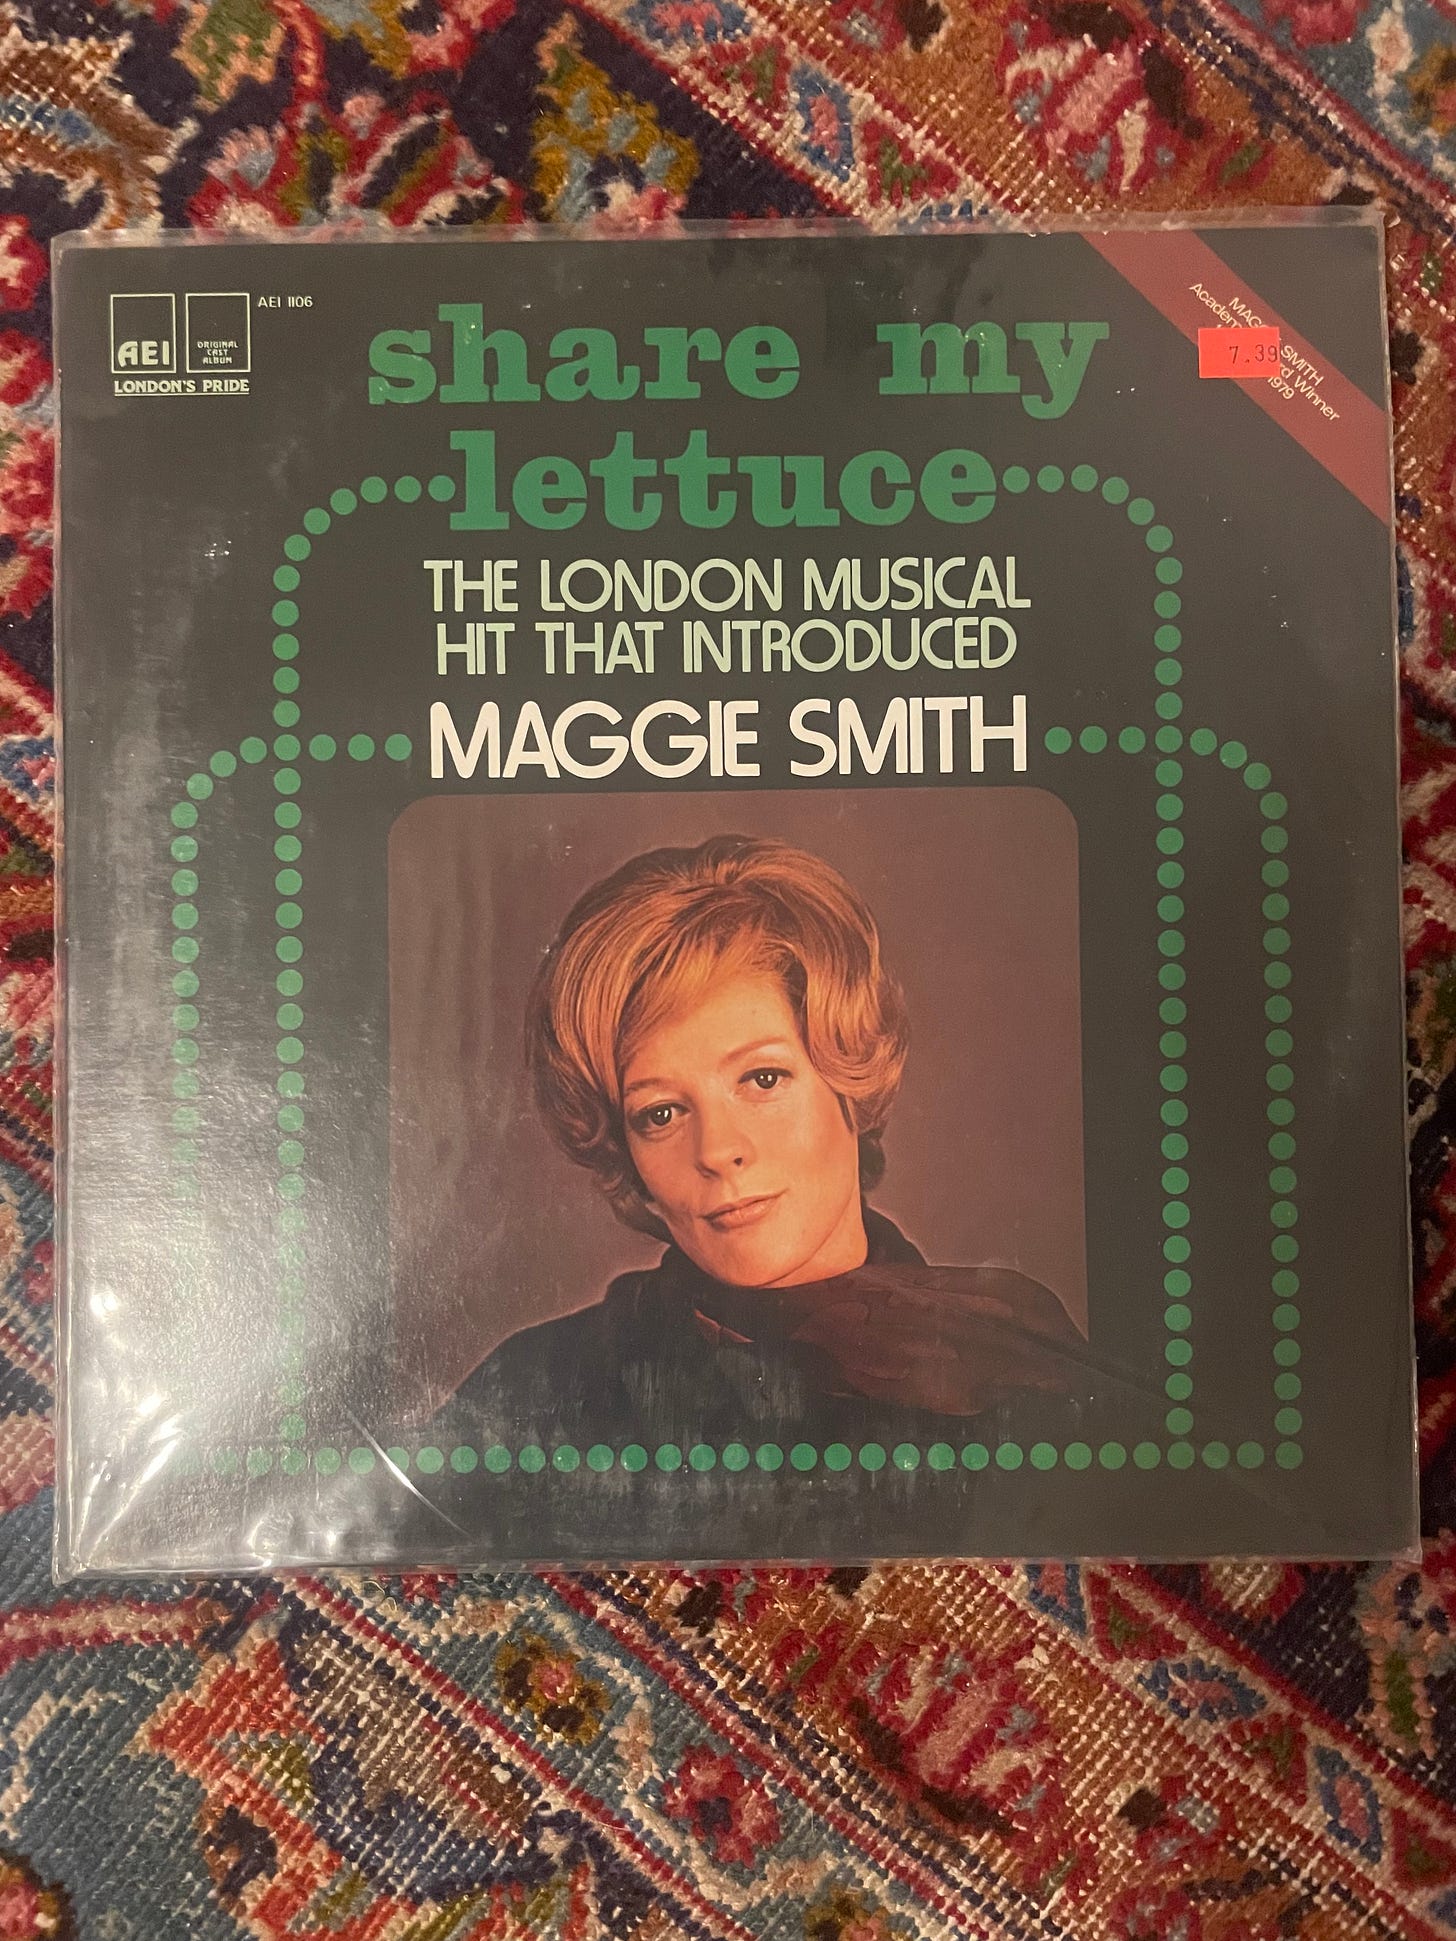 AEI
ORIGINAL
CAST
ALBUM
LONDON'S PRIDE
AEI 1106
share my
lettuce
THE LONDON MUSICAL
HIT THAT INTRODUCED
MAGGIE SMITH
SMITH
Winner
1979
7.39